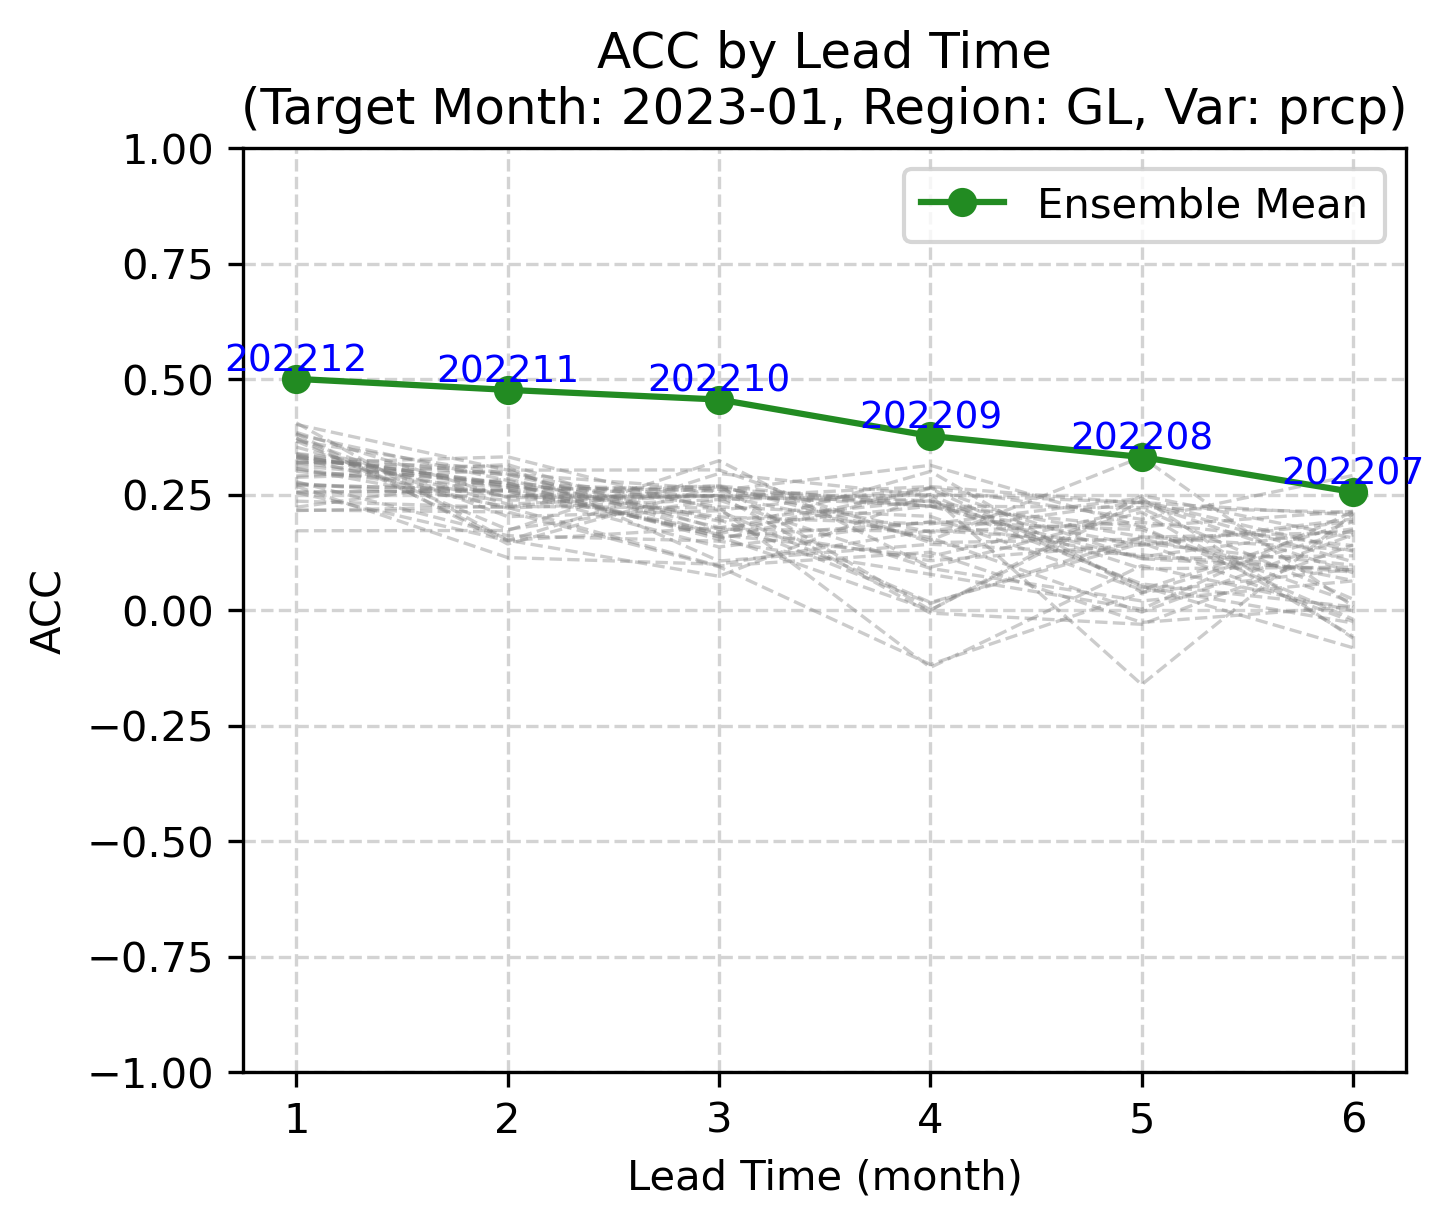 ACC by Lead Time
(Target Month: 2023-01, Region: GL, Var: prcp)
Ensemble Mean
1.00
0.75
0.50
0.25
0.00
−0.25
−0.50
−0.75
−1.00
ACC
202212
202211
202210
202209
202208
202207
1 2 3 4 5 6
Lead Time (month)